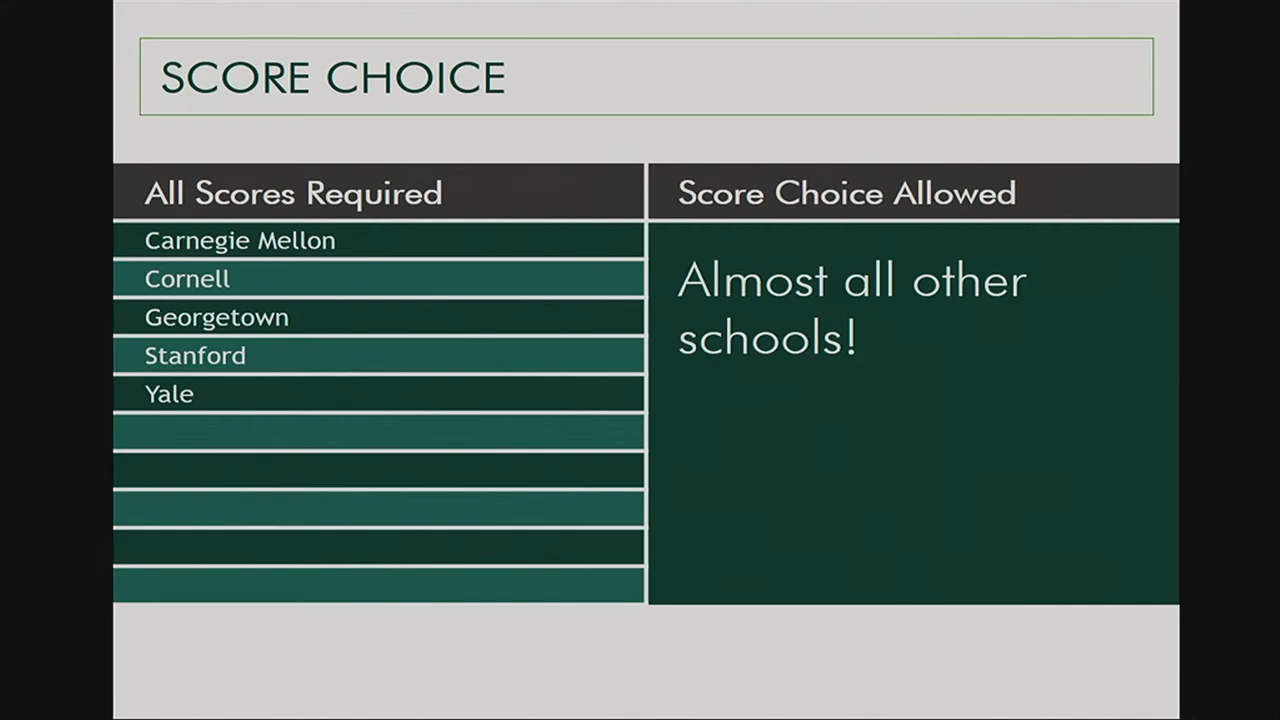 SCORE CHOICE
All Scores Required
Score Choice Allowed
Carnegie Mellon
Cornell
Georgetown
Stanford
Yale
Almost all other
schools!